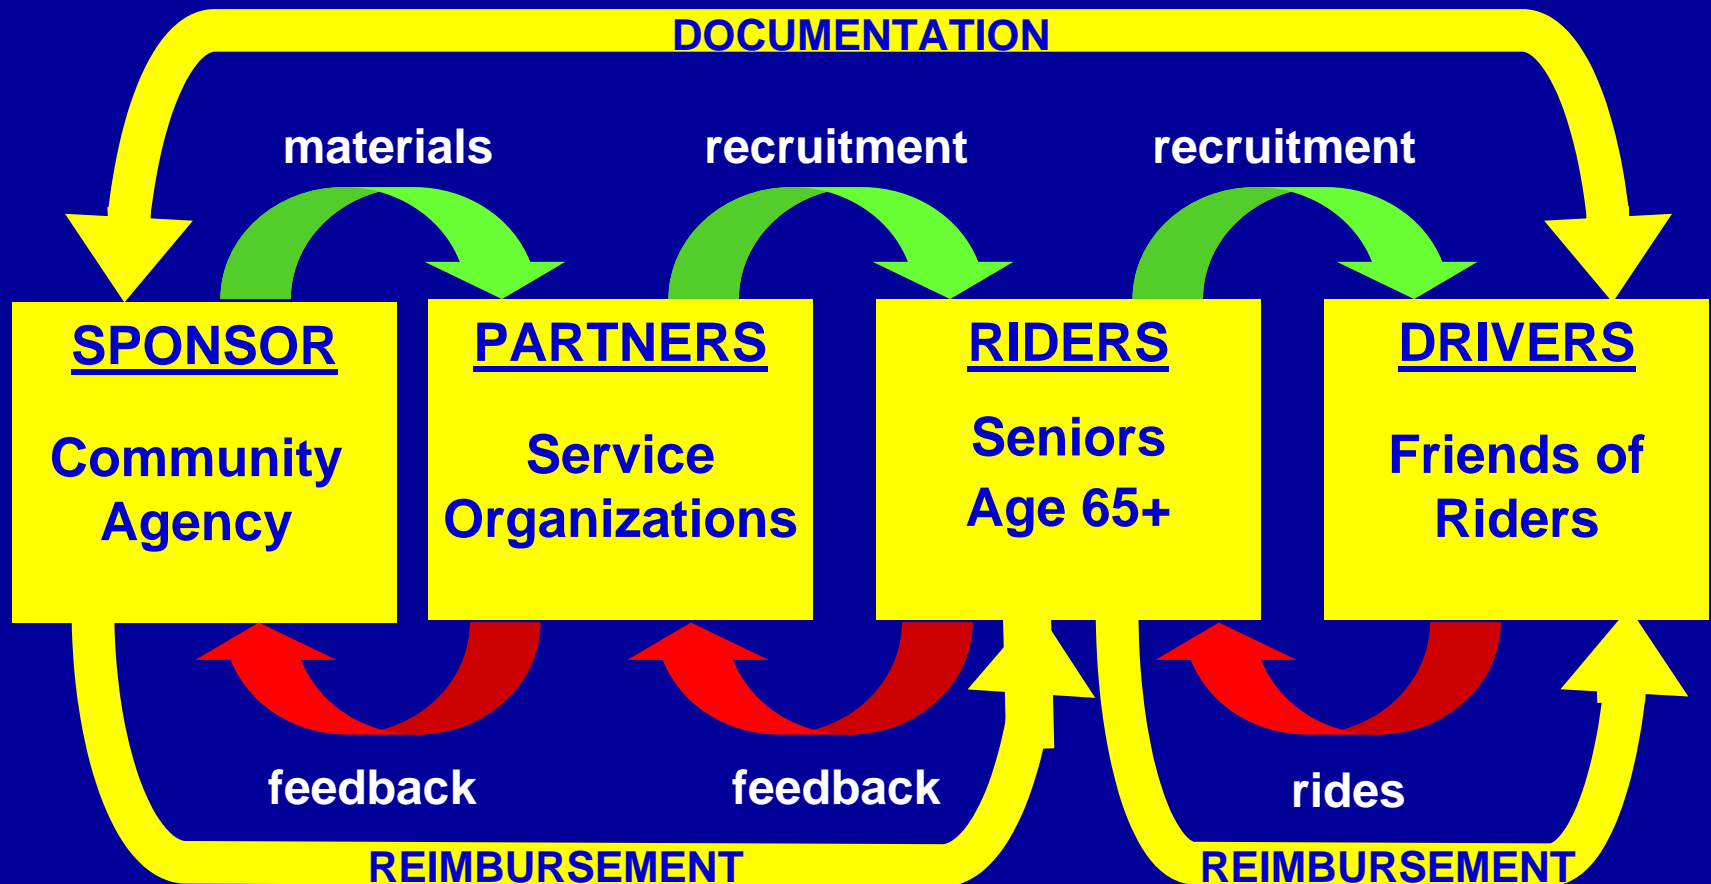 DOCUMENTATION
materials
recruitment
recruitment
SPONSOR
Community
Agency
PARTNERS
Service
Organizations
RIDERS
Seniors
Age 65+
DRIVERS
Friends of
Riders
feedback
feedback
rides
REIMBURSEMENT
REIMBURSEMENT